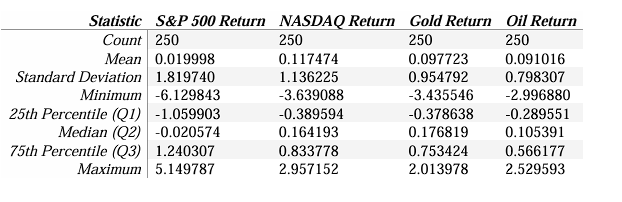 Statistic S&P 500 Return NASDAQ Return Gold Return Oil Return
Count 250 250 250 250
Mean 0.019998 0.117474 0.097723 0.091016
Standard Deviation 1.819740 1.136225 0.954792 0.798307
Minimum -6.129843 -3.639088 -3.435546 -2.996880
25th Percentile (Q1) -1.059903 -0.389594 -0.378638 -0.289551
Median (Q2) -0.020574 0.164193 0.176819 0.105391
75th Percentile (Q3) 1.240307 0.833778 0.753424 0.566177
Maximum 5.149787 2.957152 2.013978 2.529593